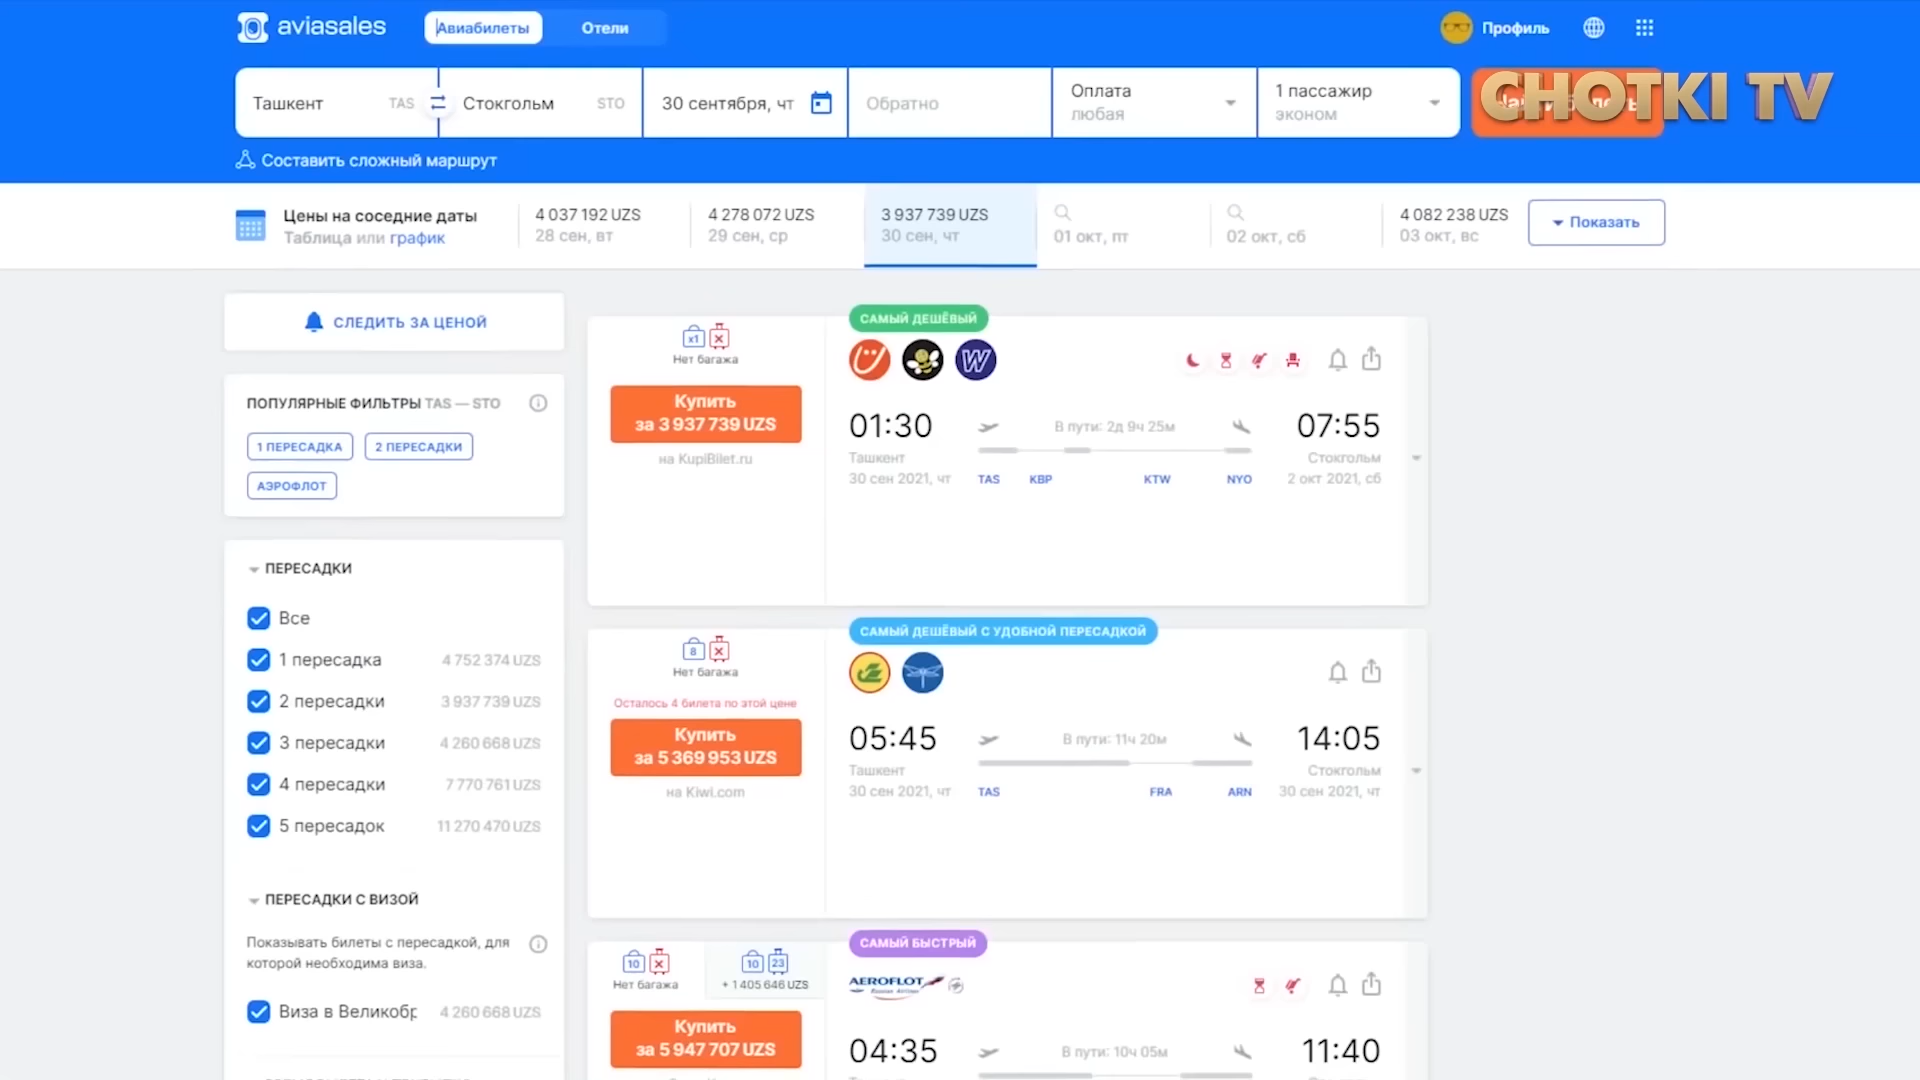 aviasales
Авиабилеты
Отели
Профиль
Ташкент TAS
Стокгольм STO
30 сентября, чт
Обратно
Оплата
любая
1 пассажир
эконом
CHOTKI TV
Составить сложный маршрут
Цены на соседние даты
Таблица или график
4 037 192 UZS
28 сен, вт
4 278 072 UZS
29 сен, ср
3 937 739 UZS
30 сен, чт
01 окт, пт
02 окт, сб
4 082 238 UZS
03 окт, вс
Показать
СЛЕДИТЬ ЗА ЦЕНОЙ
ПОПУЛЯРНЫЕ ФИЛЬТРЫ TAS — STO
1 ПЕРЕСАДКА
2 ПЕРЕСАДКИ
АЭРОФЛОТ
ПЕРЕСАДКИ
Все
1 пересадка 4 752 374 UZS
2 пересадки 3 937 739 UZS
3 пересадки 4 260 668 UZS
4 пересадки 7 770 761 UZS
5 пересадок 11 270 470 UZS
ПЕРЕСАДКИ С ВИЗОЙ
Показывать билеты с пересадкой, для
которой необходима виза.
Виза в Великобр 4 260 668 UZS
САМЫЙ ДЕШЁВЫЙ
x1
Нет багажа
Купить
за 3 937 739 UZS
на KupiBilet.ru
W
01:30
В пути: 2д 9ч 25м
07:55
Ташкент
Стокгольм
30 сен 2021, чт
TAS KBP KTW NYO
2 окт 2021, сб
САМЫЙ ДЕШЁВЫЙ С УДОБНОЙ ПЕРЕСАДКОЙ
8
Нет багажа
Осталось 4 билета по этой цене
Купить
за 5 369 953 UZS
на Kiwi.com
05:45
В пути: 11ч 20м
14:05
Ташкент
Стокгольм
30 сен 2021, чт
TAS FRA ARN
30 сен 2021, чт
САМЫЙ БЫСТРЫЙ
10
Нет багажа
10 23
+ 1 405 646 UZS
AEROFLOT
Russian Airlines
Купить
за 5 947 707 UZS
04:35
В пути: 10ч 05м
11:40